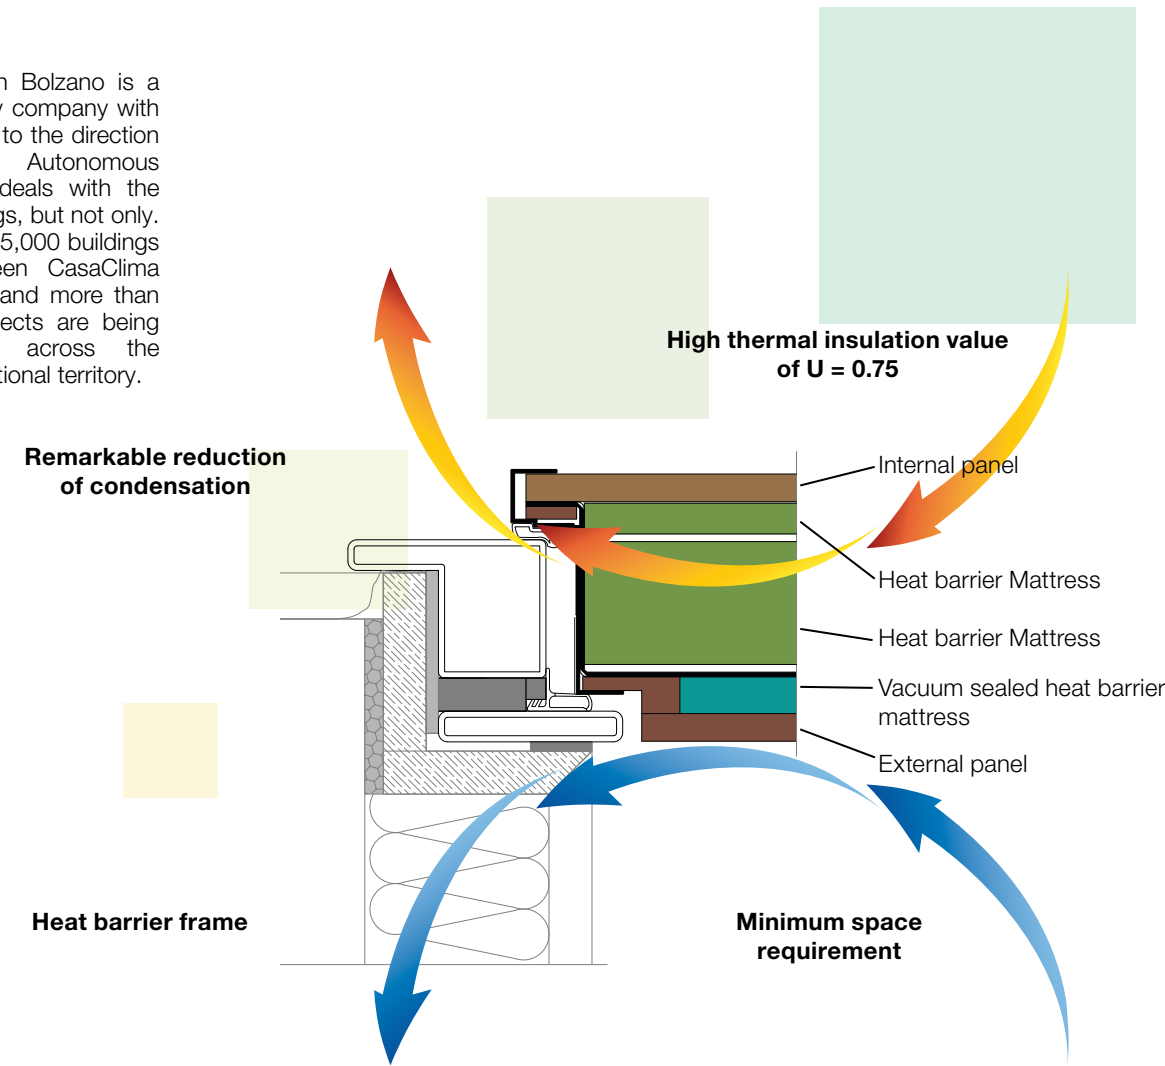 n Bolzano is a
y company with
to the direction
Autonomous
deals with the
gs, but not only.
5,000 buildings
een CasaClima
and more than
ects are being
across the
tional territory.
High thermal insulation value
of U = 0.75
Remarkable reduction
of condensation
Internal panel
Heat barrier Mattress
Heat barrier Mattress
Vacuum sealed heat barrier
mattress
External panel
Heat barrier frame
Minimum space
requirement